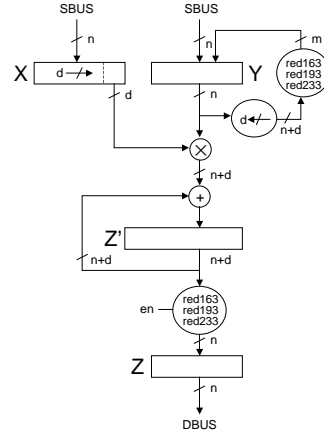 SBUS
SBUS
n
n
m
red163
red193
red233
X
d
Y
d
n
d
n+d
n+d
+
Z'
n+d
n+d
en
red163
red193
red233
n
Z
n
DBUS